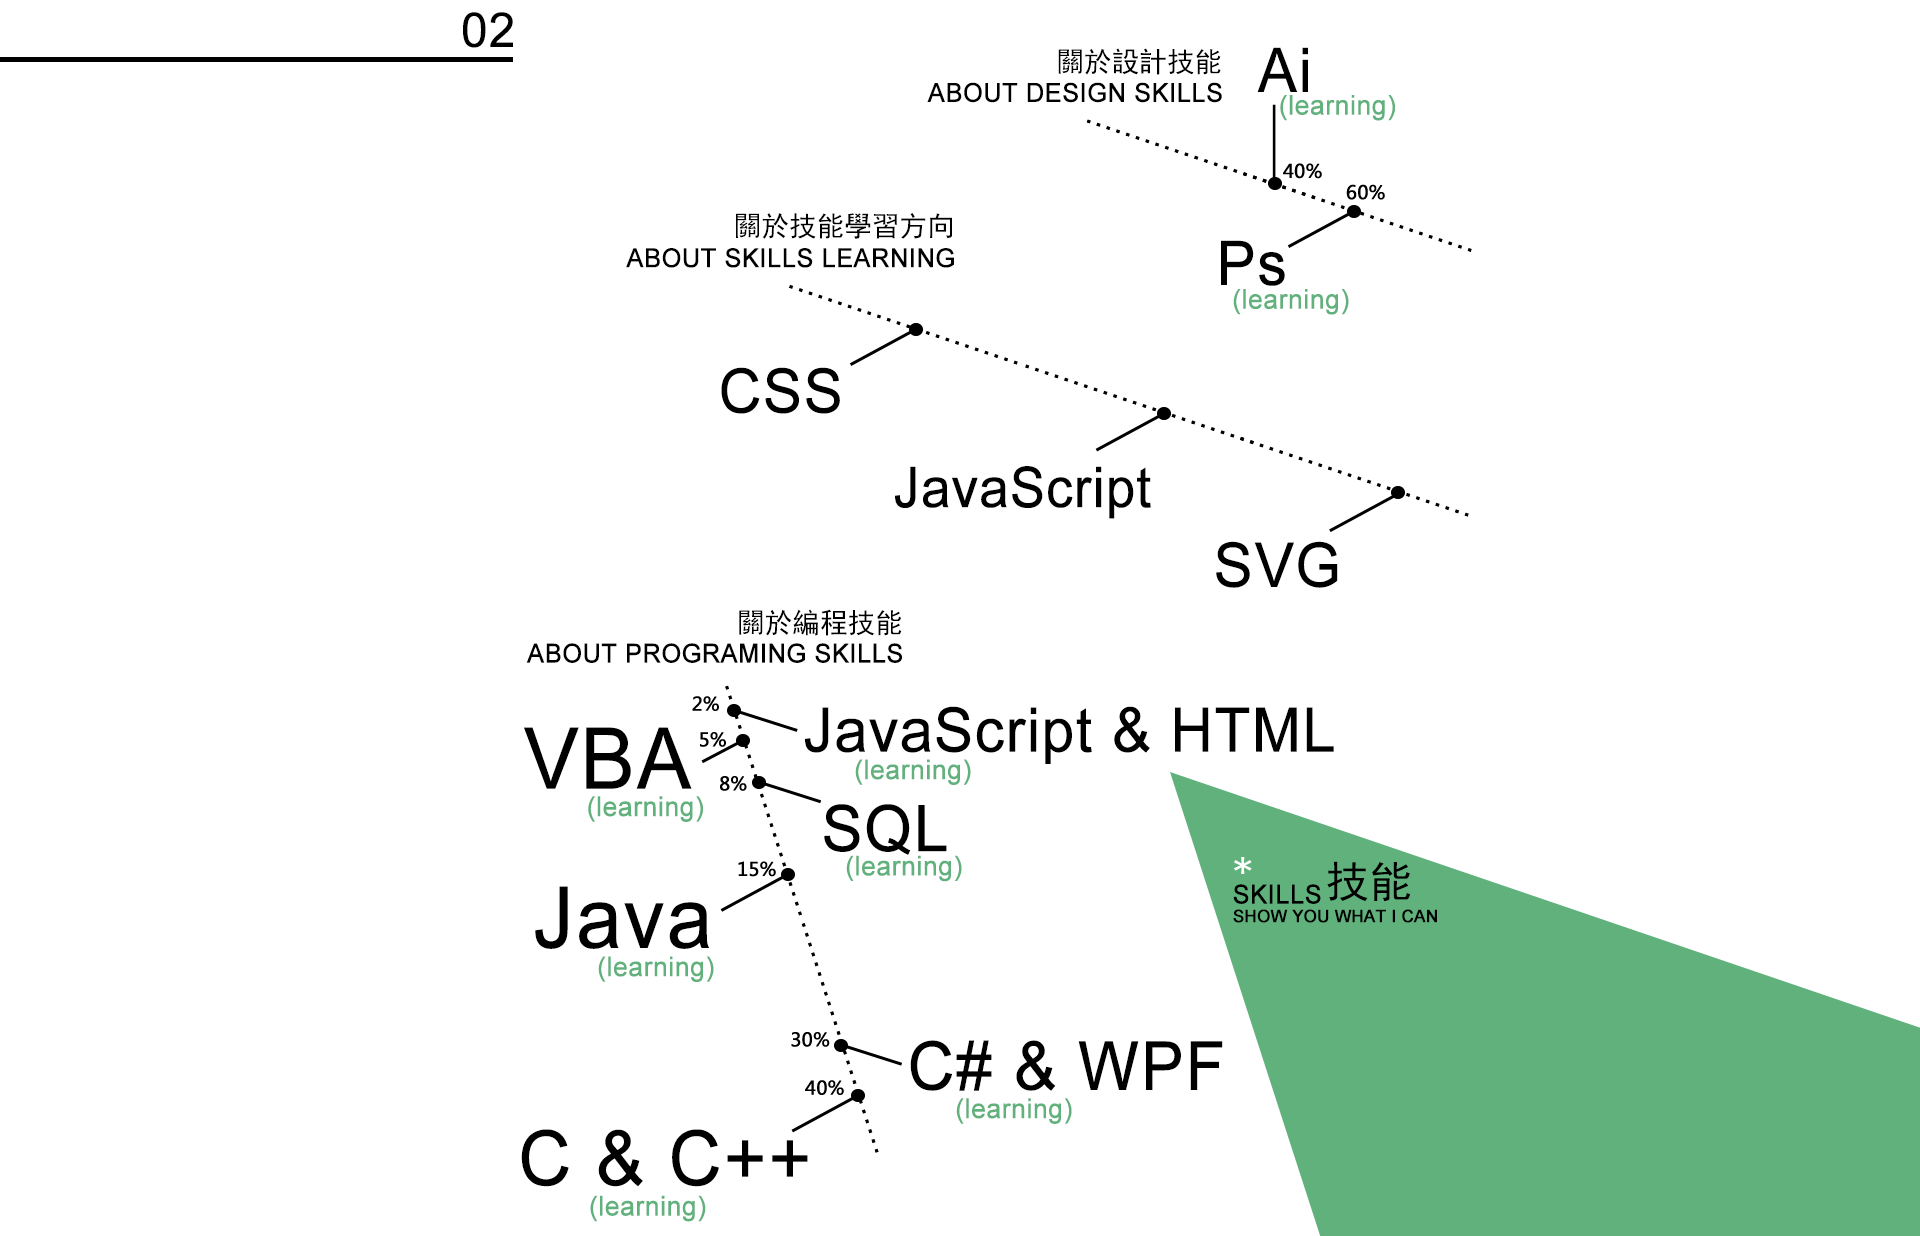 02
關於設計技能
ABOUT DESIGN SKILLS
Ai
(learning)
40%
60%
Ps
(learning)
關於技能學習方向
ABOUT SKILLS LEARNING
CSS
JavaScript
SVG
關於編程技能
ABOUT PROGRAMING SKILLS
2%
JavaScript & HTML
(learning)
5%
VBA
(learning)
8%
SQL
(learning)
15%
Java
(learning)
30%
C# & WPF
(learning)
40%
C & C++
(learning)
*
SKILLS 技能
SHOW YOU WHAT I CAN